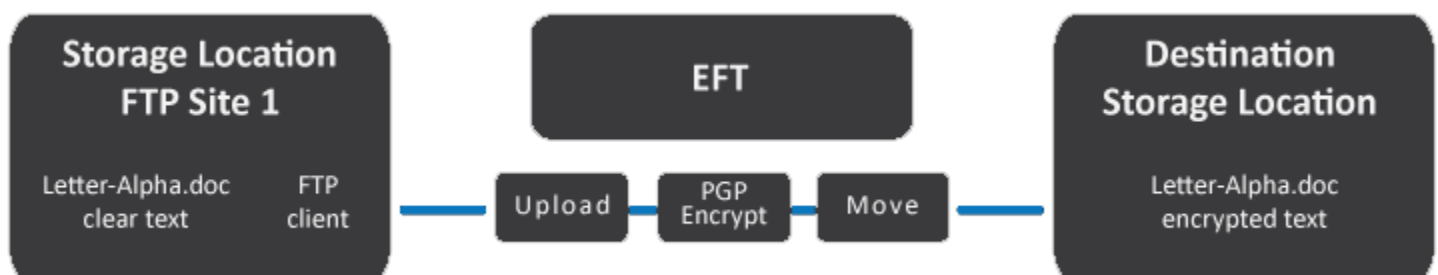 Storage Location
FTP Site 1
Letter-Alpha.doc
clear text
FTP
client
EFT
Upload
PGP
Encrypt
Move
Destination
Storage Location
Letter-Alpha.doc
encrypted text